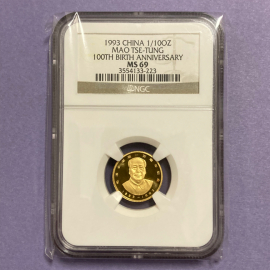 1993 CHINA 1/10OZ
MAO TSE-TUNG
100TH BIRTH ANNIVERSARY
MS 69
3554133-223
NGC